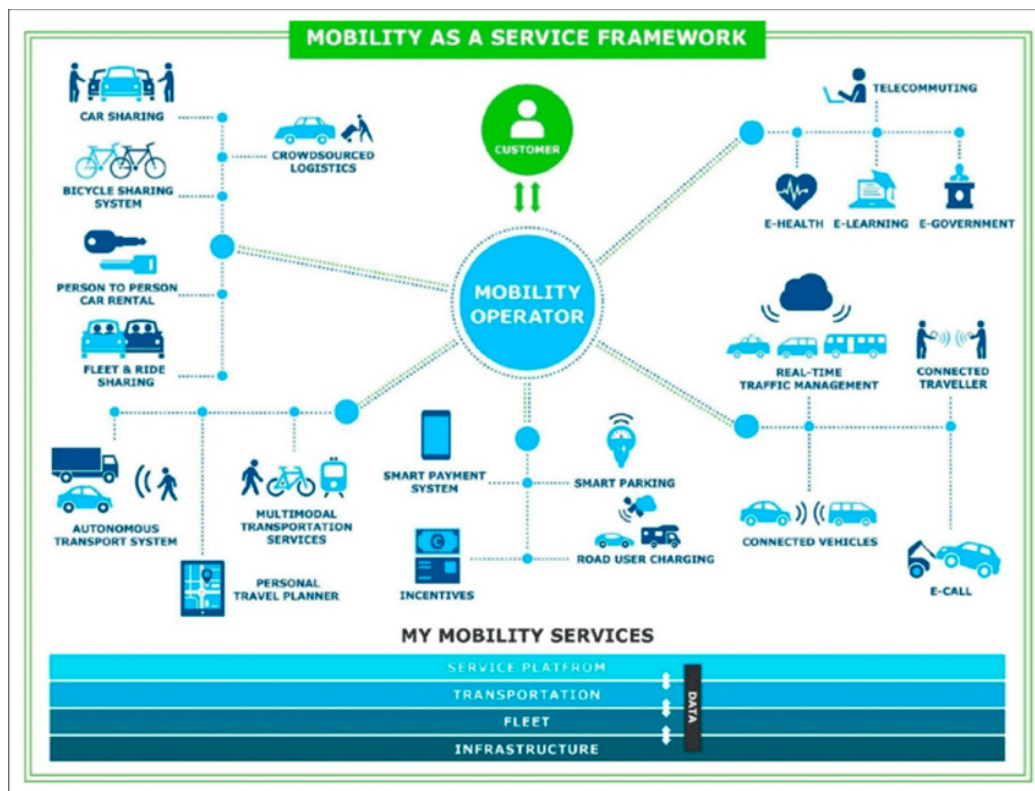 MOBILITY AS A SERVICE FRAMEWORK
CUSTOMER
MOBILITY
OPERATOR
CAR SHARING
CROWDSOURCED
LOGISTICS
BICYCLE SHARING
SYSTEM
PERSON TO PERSON
CAR RENTAL
FLEET & RIDE
SHARING
TELECOMMUTING
E-HEALTH
E-LEARNING
E-GOVERNMENT
REAL-TIME
TRAFFIC MANAGEMENT
CONNECTED
TRAVELLER
CONNECTED VEHICLES
E-CALL
AUTONOMOUS
TRANSPORT SYSTEM
PERSONAL
TRAVEL PLANNER
MULTIMODAL
TRANSPORTATION
SERVICES
SMART PAYMENT
SYSTEM
SMART PARKING
INCENTIVES
€
ROAD USER CHARGING
MY MOBILITY SERVICES
SERVICE PLATFROM
TRANSPORTATION
FLEET
INFRASTRUCTURE
DATA